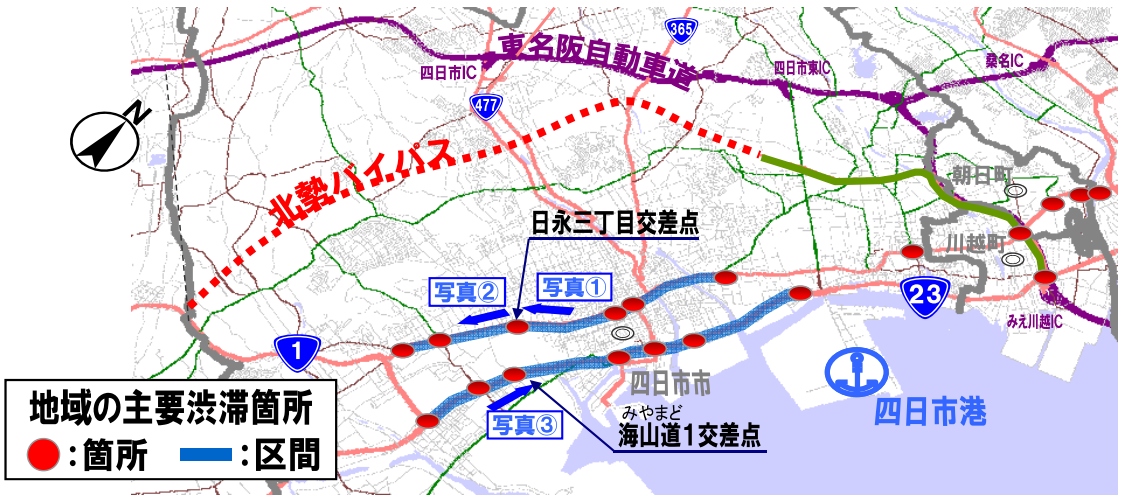 365
東名阪自動車道
桑名IC
四日市IC
四日市東IC
477
N
北勢バイパス
朝日町
日永三丁目交差点
川越町
写真②
写真①
23
みえ川越IC
1
四日市市
地域の主要渋滞箇所
四日市港
みやまど
写真③
海山道1交差点
:箇所
:区間